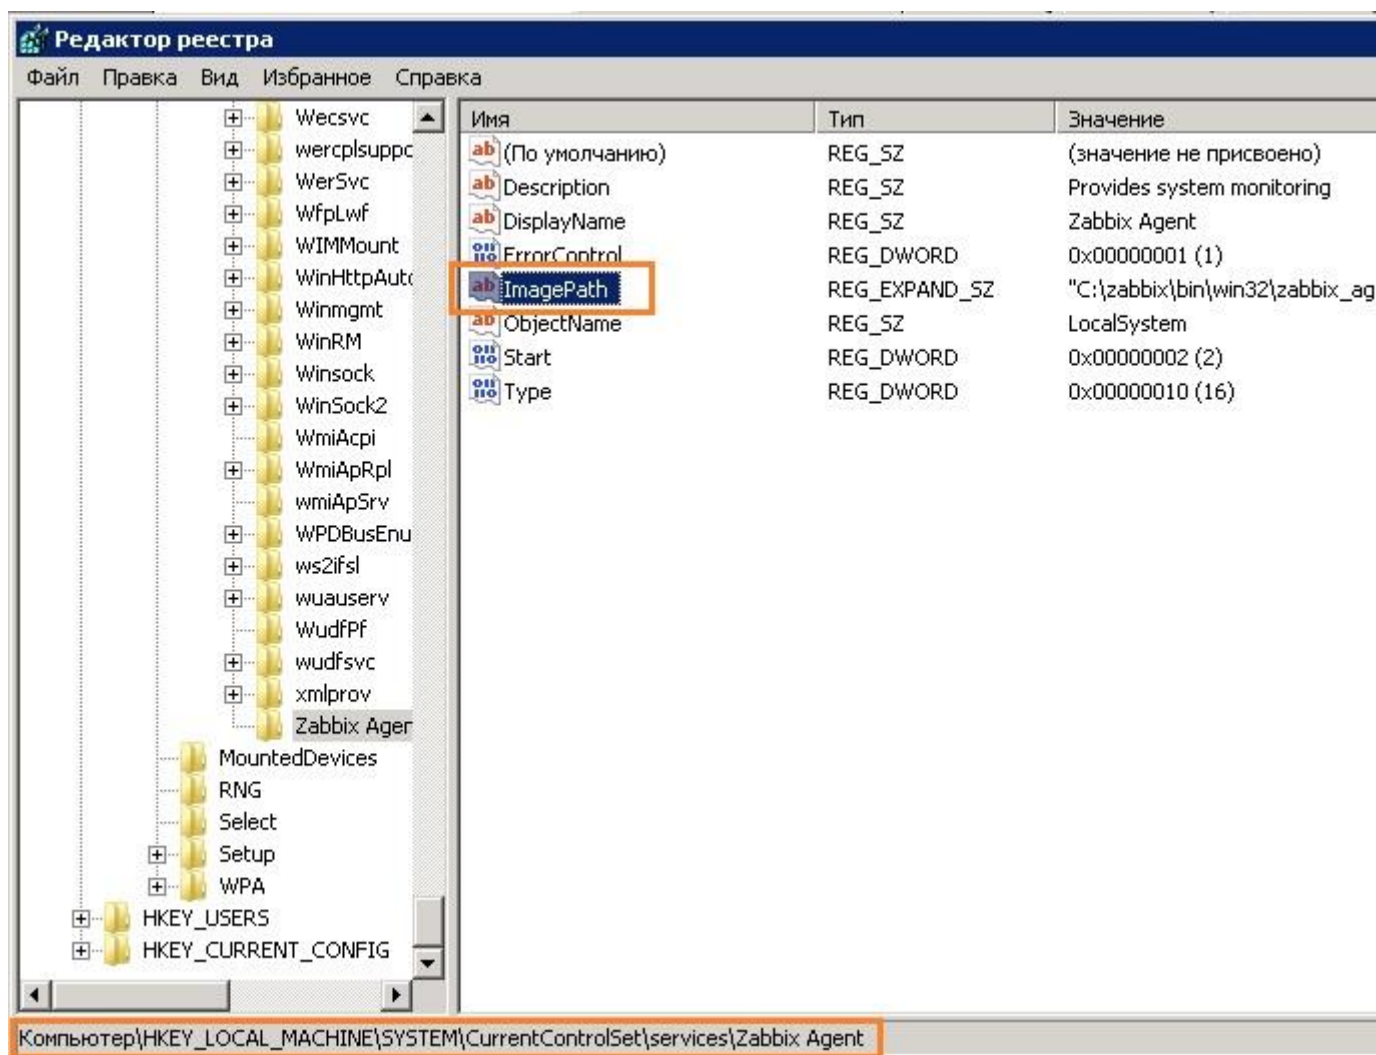 Редактор реестра
Файл Правка Вид Избранное Справка
Wecsvc
wercplsuppo
WerSvc
WfpLwf
WIMMount
WinHttpAuto
Winmgmt
WinRM
Winsock
WinSock2
WmiAcpi
WmiApRpl
wmiApSrv
WPDBusEnu
ws2ifsl
wuauserv
WudfPf
wudfsvc
xmlprov
Zabbix Agen
MountedDevices
RNG
Select
Setup
WPA
HKEY_USERS
HKEY_CURRENT_CONFIG
Имя Тип Значение
(По умолчанию) REG_SZ (значение не присвоено)
Description REG_SZ Provides system monitoring
DisplayName REG_SZ Zabbix Agent
ErrorControl REG_DWORD 0x00000001 (1)
ImagePath REG_EXPAND_SZ "C:\zabbix\bin\win32\zabbix_ag
ObjectName REG_SZ LocalSystem
Start REG_DWORD 0x00000002 (2)
Type REG_DWORD 0x00000010 (16)
Компьютер\HKEY_LOCAL_MACHINE\SYSTEM\CurrentControlSet\services\Zabbix Agent